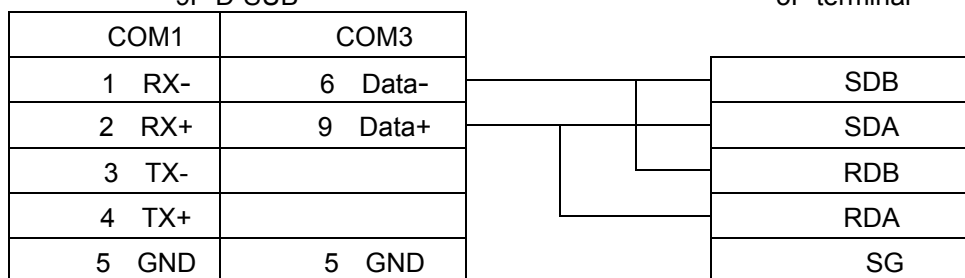 COM1 COM3
1 RX- 6 Data- SDB
2 RX+ 9 Data+ SDA
3 TX- RDB
4 TX+ RDA
5 GND 5 GND SG